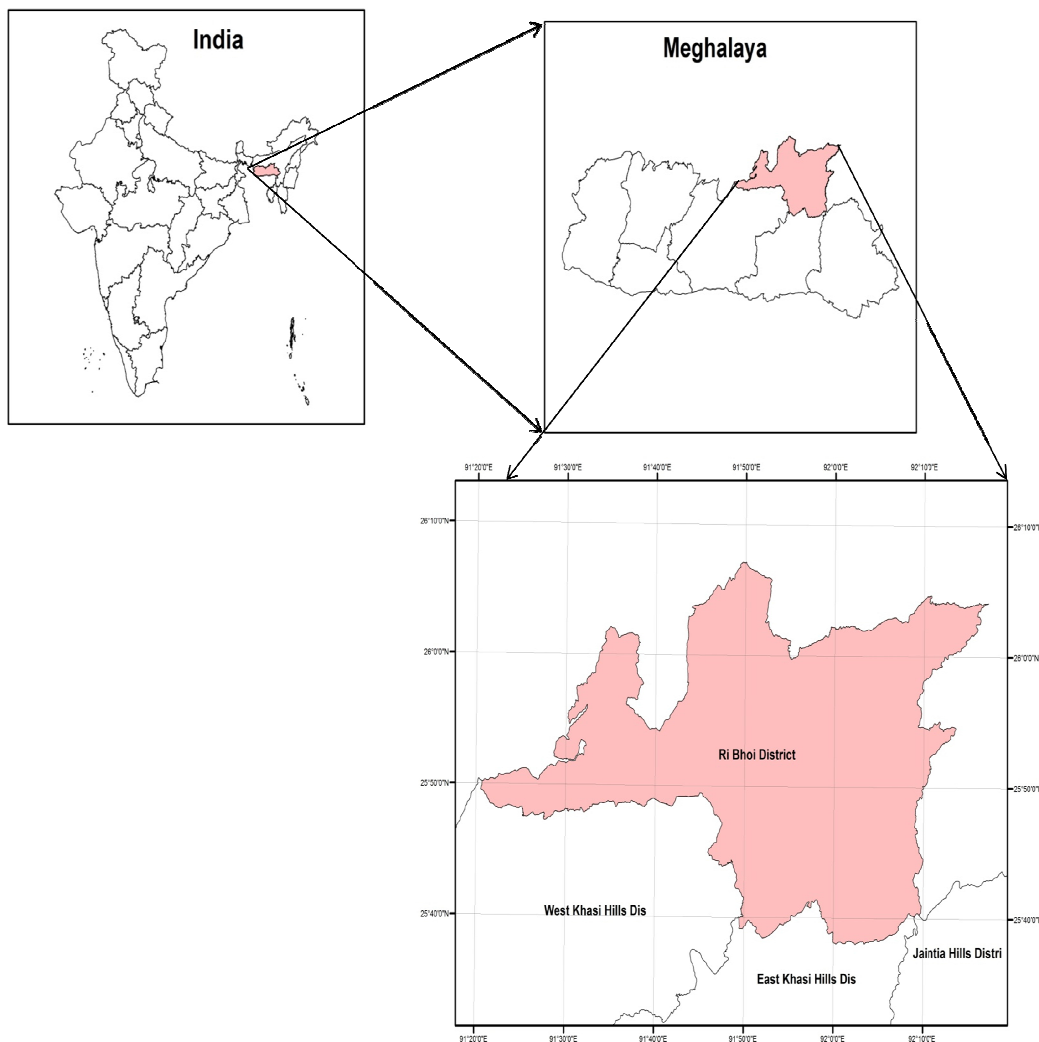 India
Meghalaya
91°20'0"E 91°30'0"E 91°40'0"E 91°50'0"E 92°0'0"E 92°10'0"E
26°10'0"N 26°10'0"N
26°0'0"N 26°0'0"N
Ri Bhoi District
25°50'0"N 25°50'0"N
West Khasi Hills Dis
25°40'0"N 25°40'0"N
Jaintia Hills Distri
East Khasi Hills Dis
91°20'0"E 91°30'0"E 91°40'0"E 91°50'0"E 92°0'0"E 92°10'0"E